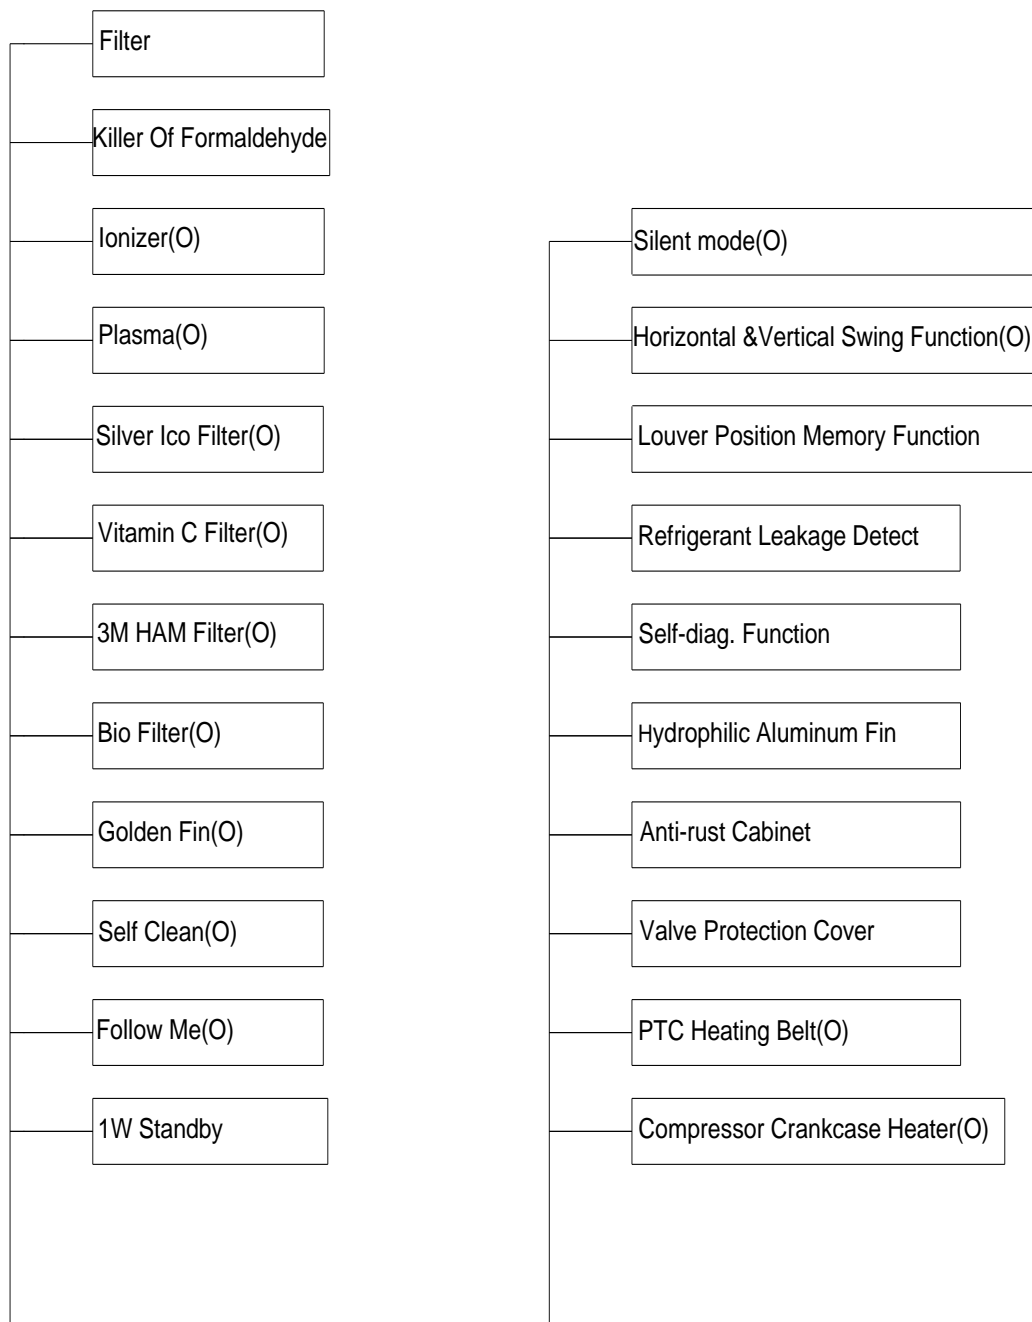 Filter
Killer Of Formaldehyde
Ionizer(O)
Plasma(O)
Silver Ico Filter(O)
Vitamin C Filter(O)
3M HAM Filter(O)
Bio Filter(O)
Golden Fin(O)
Self Clean(O)
Follow Me(O)
1W Standby
Silent mode(O)
Horizontal &Vertical Swing Function(O)
Louver Position Memory Function
Refrigerant Leakage Detect
Self-diag. Function
Hydrophilic Aluminum Fin
Anti-rust Cabinet
Valve Protection Cover
PTC Heating Belt(O)
Compressor Crankcase Heater(O)